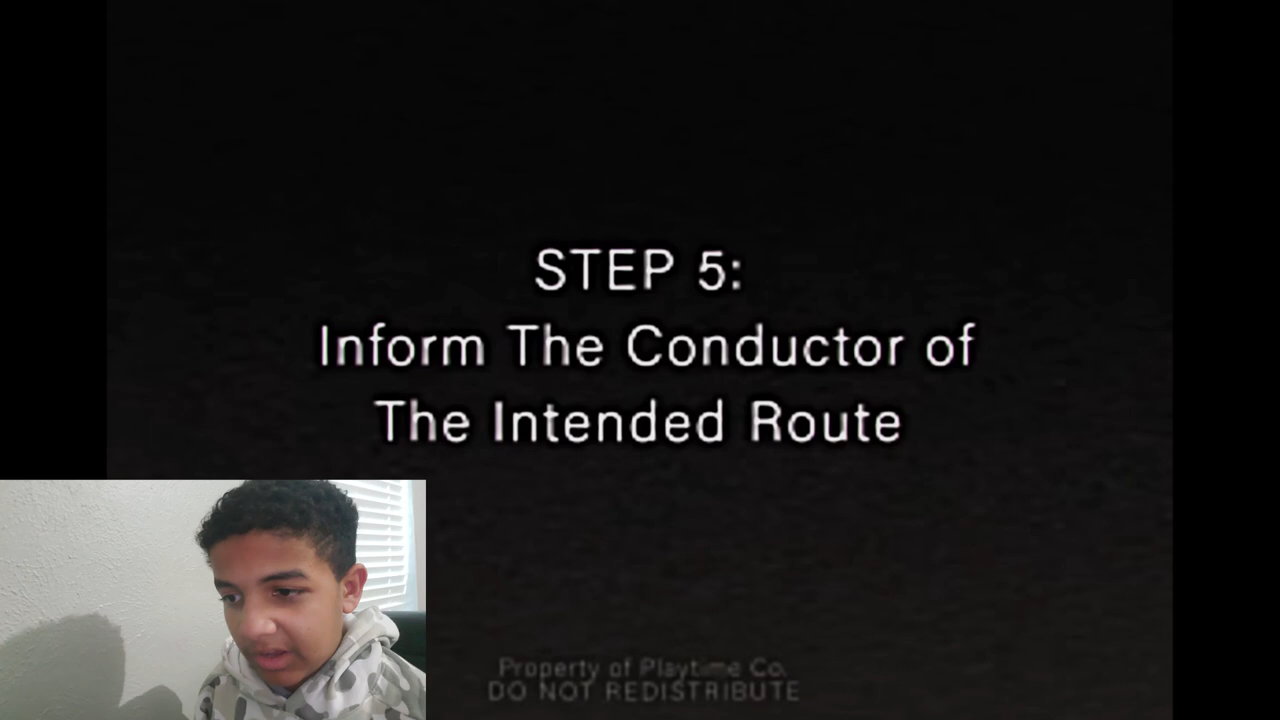 STEP 5:
Inform The Conductor of
The Intended Route
Property of Playtime Co.
DO NOT REDISTRIBUTE